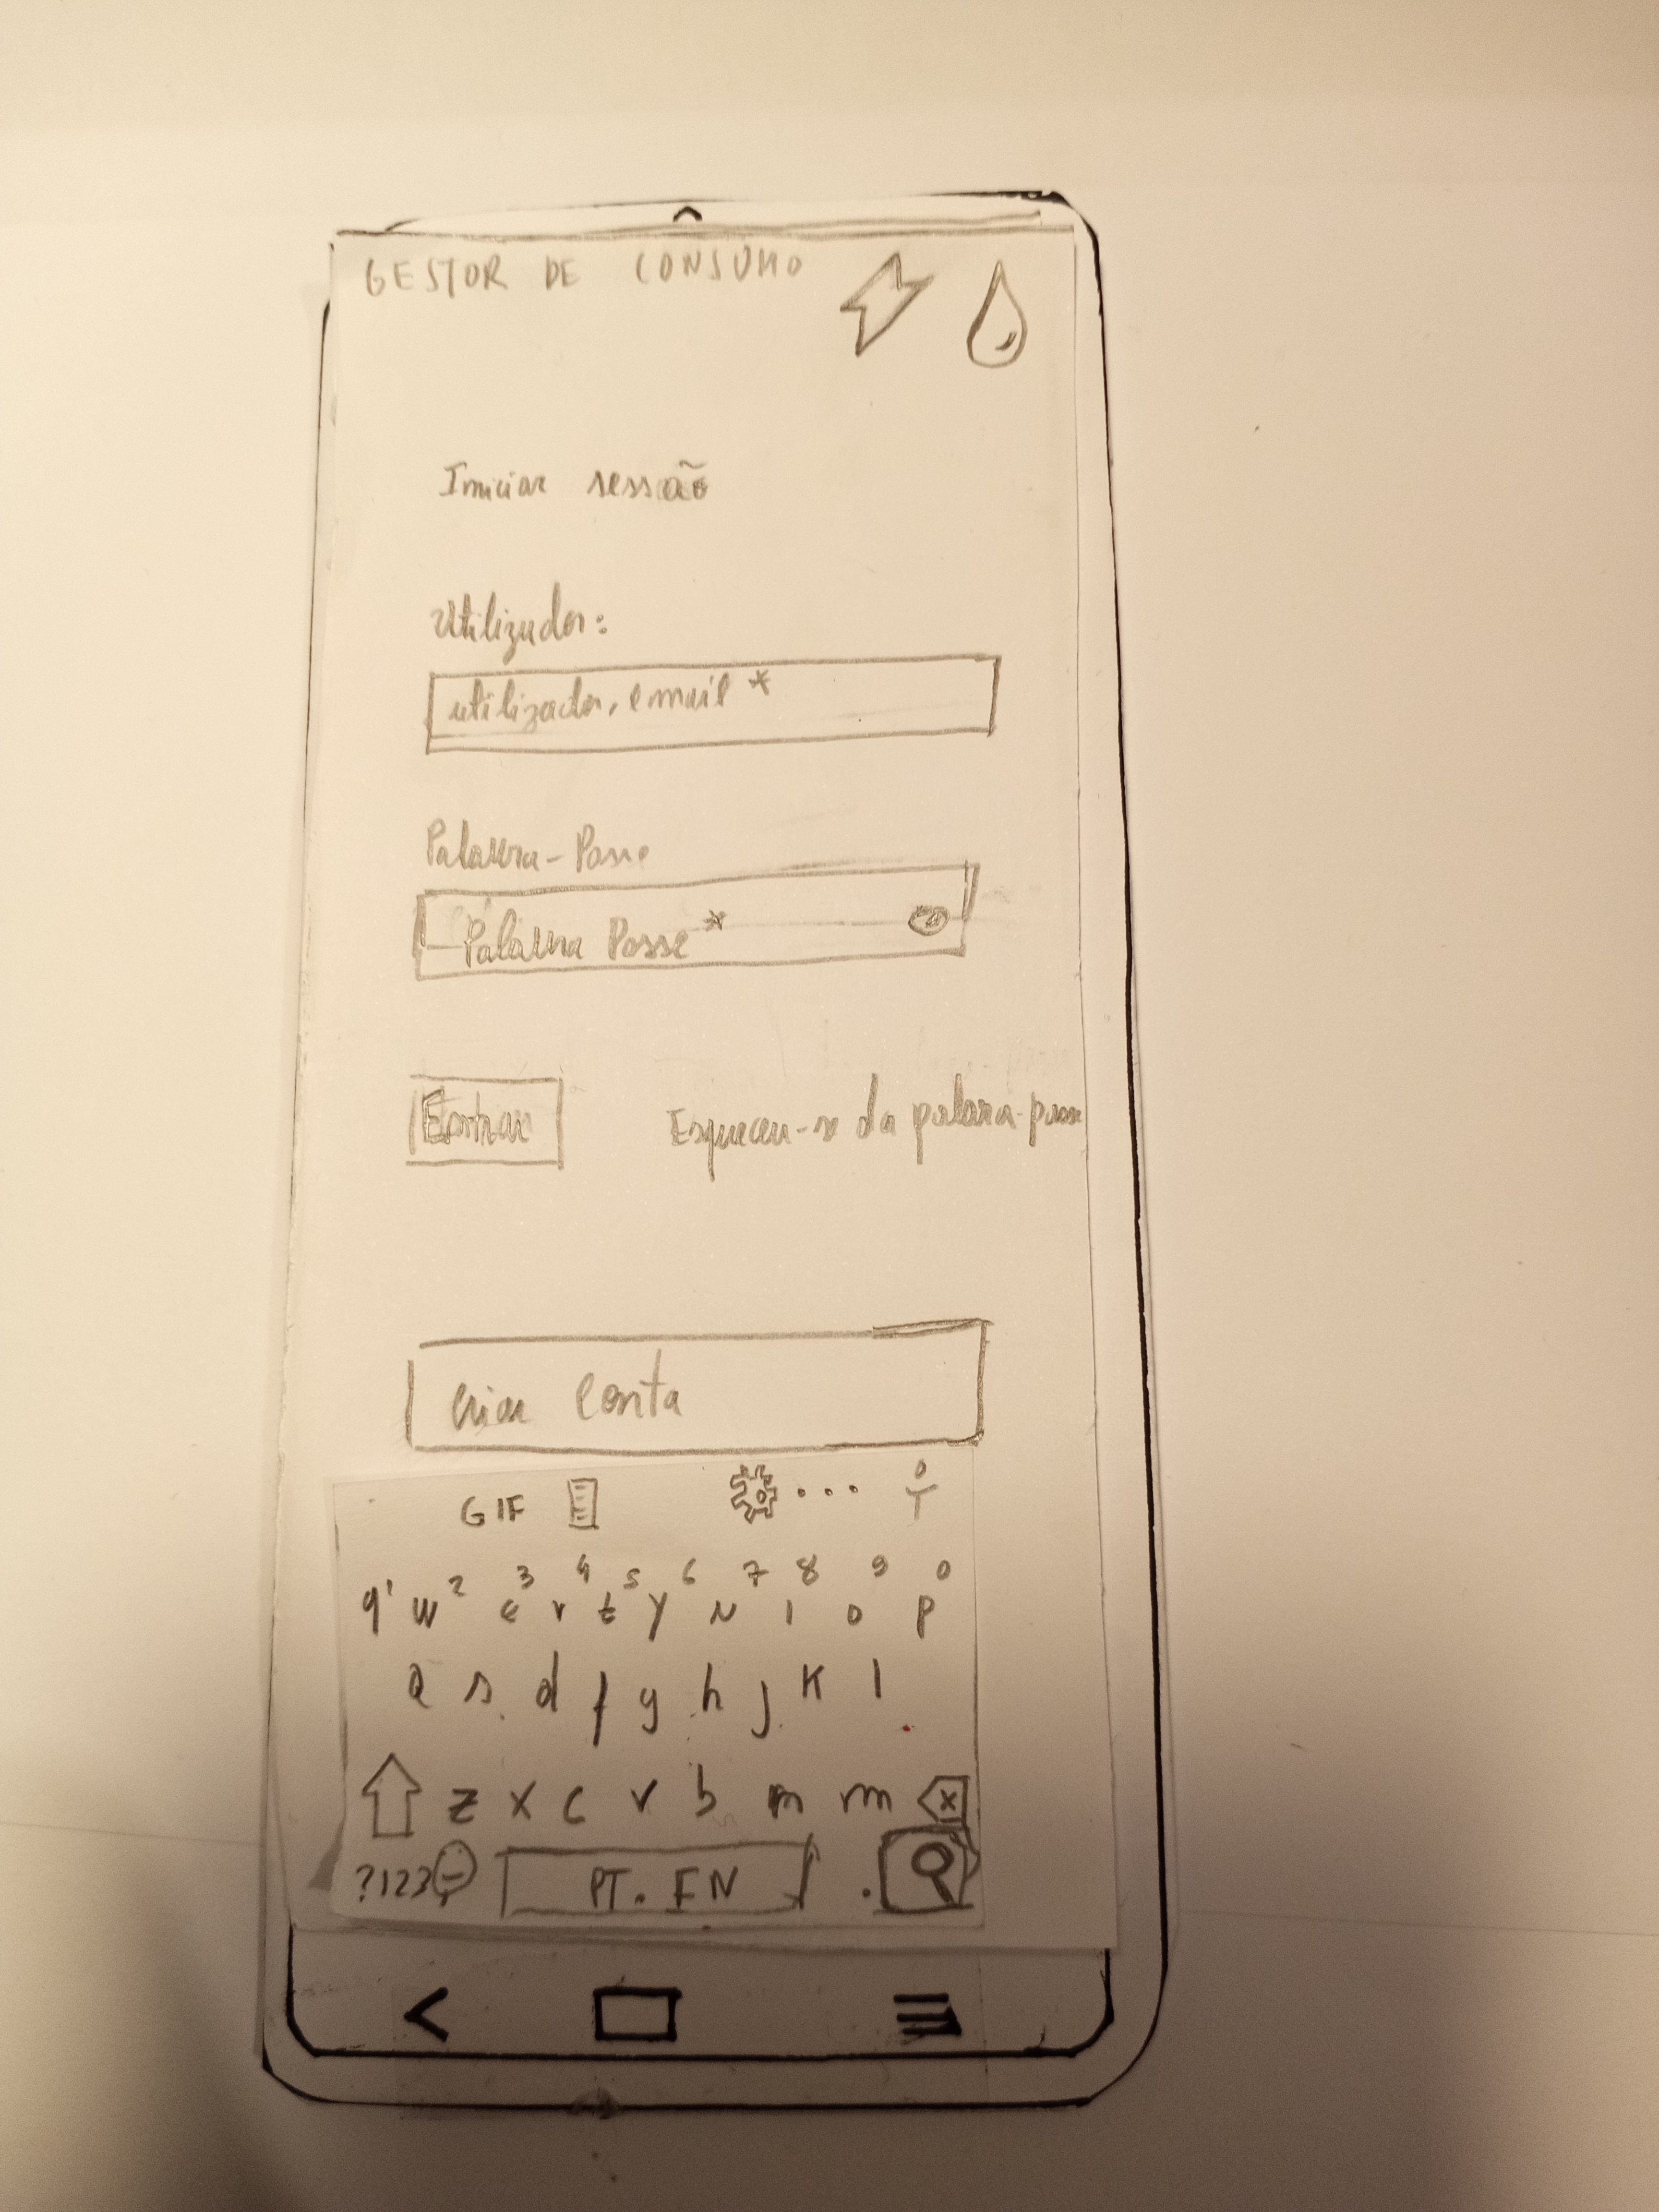 GESTOR DE CONSUMO
Iniciar sessão
Utilizador:
utilizador, email *
Palavra-Passe
Palavra Passe *
Entrar
Esqueceu-se da palavra-passe
criar conta
GIF ...
1 2 3 4 5 6 7 8 9 0
q w e r t y u i o p
a s d f g h j k l
z x c v b n m x
?123 PT. EN .